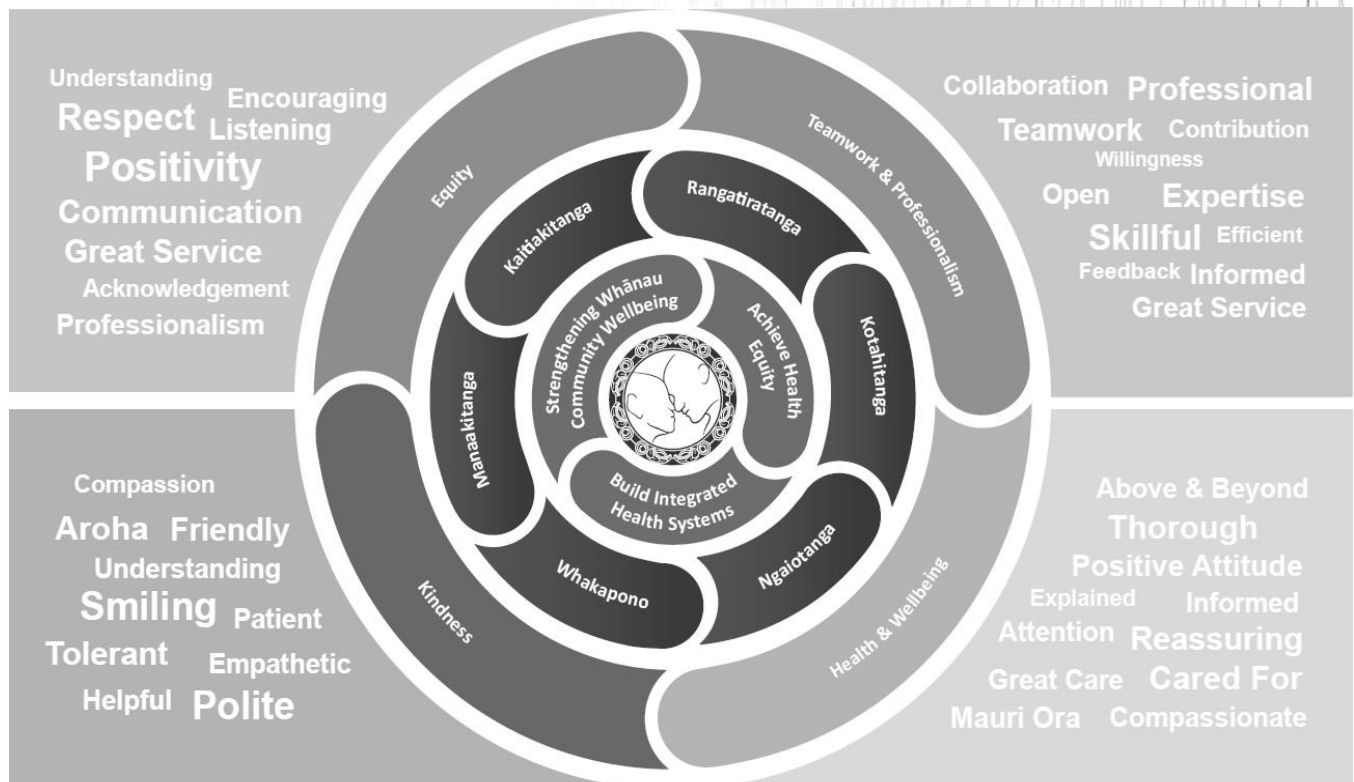 Understanding
Encouraging
Respect
Listening
Positivity
Communication
Great Service
Acknowledgement
Professionalism
Collaboration
Professional
Teamwork
Contribution
Willingness
Open
Expertise
Skillful
Efficient
Feedback
Informed
Great Service
Equity
Teamwork & Professionalism
Kaitiakitanga
Rangatiratanga
Manaakitanga
Kotahitanga
Whakapono
Ngaiotanga
Strengthening Whānau
Community Wellbeing
Achieve Health
Equity
Build Integrated
Health Systems
Kindness
Health & Wellbeing
Compassion
Aroha
Friendly
Understanding
Smiling
Patient
Tolerant
Empathetic
Helpful
Polite
Above & Beyond
Thorough
Positive Attitude
Explained
Informed
Attention
Reassuring
Great Care
Cared For
Mauri Ora
Compassionate